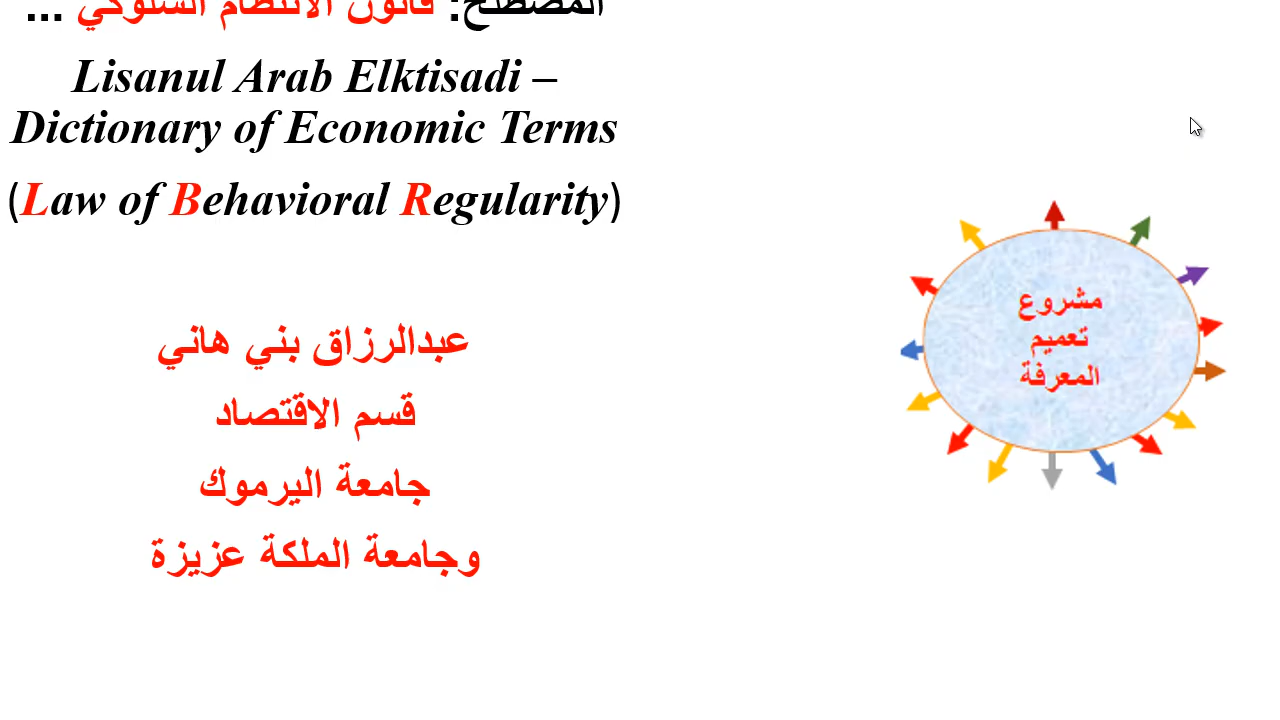 المصطلح: قانون الانتظام السلوكي ...
Lisanul Arab Elktisadi –
Dictionary of Economic Terms
(Law of Behavioral Regularity)
عبدالرزاق بني هاني
قسم الاقتصاد
جامعة اليرموك
وجامعة الملكة عزيزة
مشروع
تعميم
المعرفة